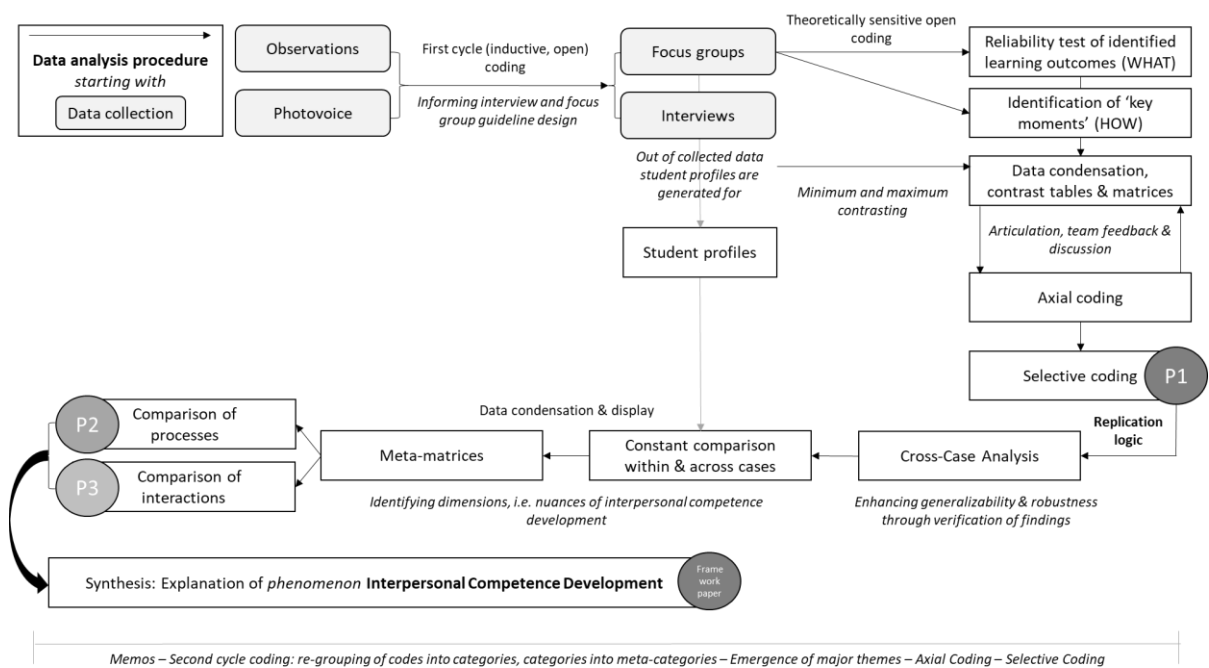 Data analysis procedure
starting with
Data collection
Observations
Photovoice
First cycle (inductive, open)
coding
Informing interview and focus
group guideline design
Focus groups
Interviews
Theoretically sensitive open
coding
Reliability test of identified
learning outcomes (WHAT)
Identification of ‘key
moments’ (HOW)
Out of collected data
student profiles are
generated for
Minimum and maximum
contrasting
Data condensation,
contrast tables & matrices
Articulation, team feedback &
discussion
Student profiles
Axial coding
Selective coding
P1
Replication
logic
P2
Comparison of
processes
P3
Comparison of
interactions
Data condensation & display
Meta-matrices
Constant comparison
within & across cases
Cross-Case Analysis
Identifying dimensions, i.e. nuances of interpersonal competence
development
Enhancing generalizability & robustness
through verification of findings
Synthesis: Explanation of phenomenon Interpersonal Competence Development
Frame
work
paper
Memos – Second cycle coding: re-grouping of codes into categories, categories into meta-categories – Emergence of major themes – Axial Coding – Selective Coding